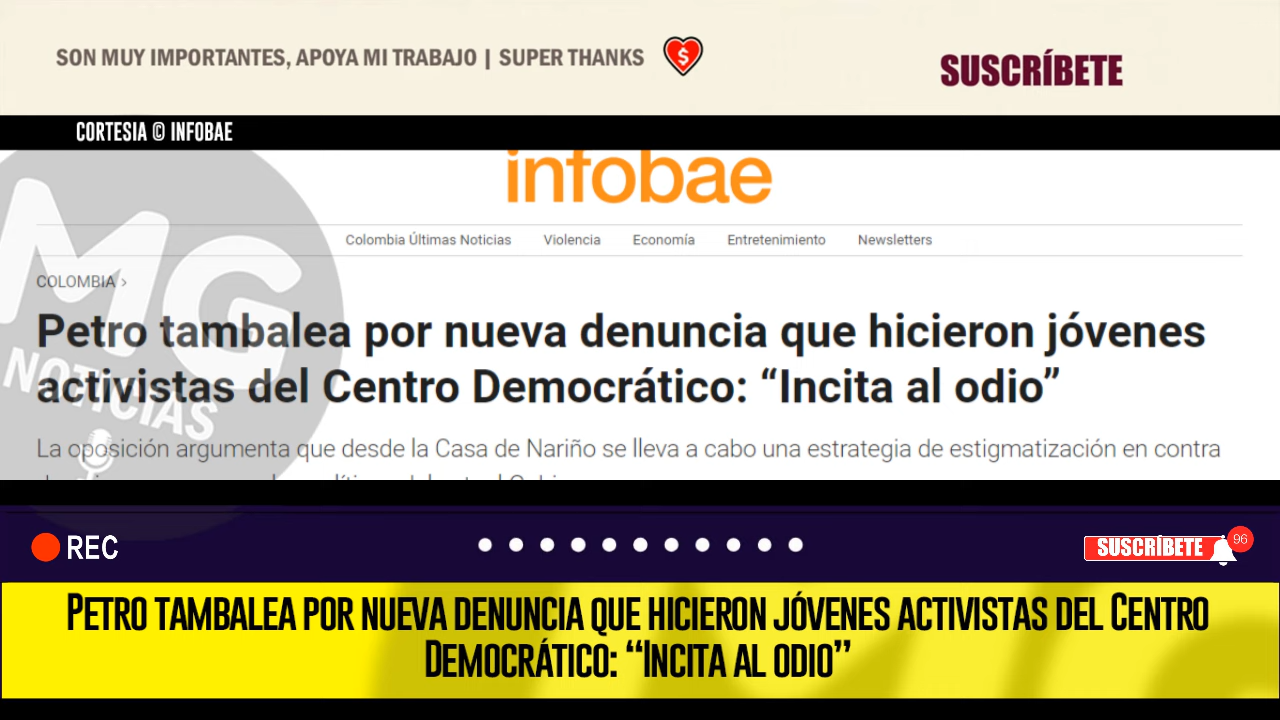 SON MUY IMPORTANTES, APOYA MI TRABAJO | SUPER THANKS
SUSCRÍBETE
CORTESIA © INFOBAE
infobae
Colombia Últimas Noticias Violencia Economía Entretenimiento Newsletters
COLOMBIA >
Petro tambalea por nueva denuncia que hicieron jóvenes
activistas del Centro Democrático: “Incita al odio”
La oposición argumenta que desde la Casa de Nariño se lleva a cabo una estrategia de estigmatización en contra
MG
NOTICIAS
REC
SUSCRÍBETE
96
PETRO TAMBALEA POR NUEVA DENUNCIA QUE HICIERON JÓVENES ACTIVISTAS DEL CENTRO
DEMOCRÁTICO: “INCITA AL ODIO”